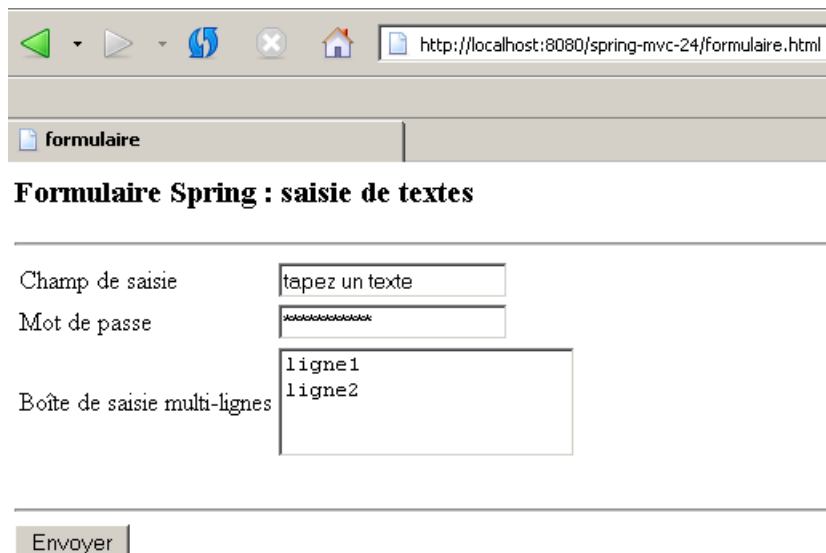 http://localhost:8080/spring-mvc-24/formulaire.html
formulaire
Formulaire Spring : saisie de textes
Champ de saisie
tapez un texte
Mot de passe
************
Boîte de saisie multi-lignes
ligne1
ligne2
Envoyer